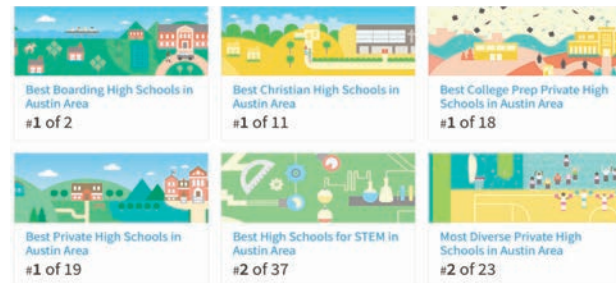 Best Boarding High Schools in
Austin Area
#1 of 2
Best Christian High Schools in
Austin Area
#1 of 11
Best College Prep Private High
Schools in Austin Area
#1 of 18
Best Private High Schools in
Austin Area
#1 of 19
Best High Schools for STEM in
Austin Area
#2 of 37
Most Diverse Private High
Schools in Austin Area
#2 of 23